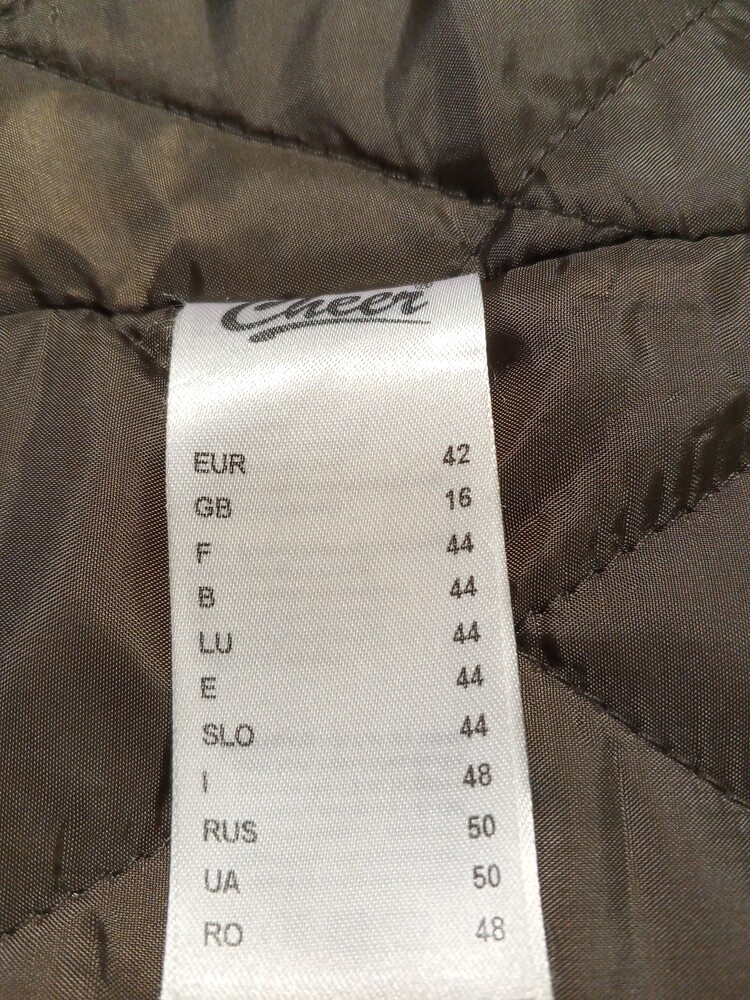 Cheer®
EUR 42
GB 16
F 44
B 44
LU 44
E 44
SLO 44
I 48
RUS 50
UA 50
RO 48